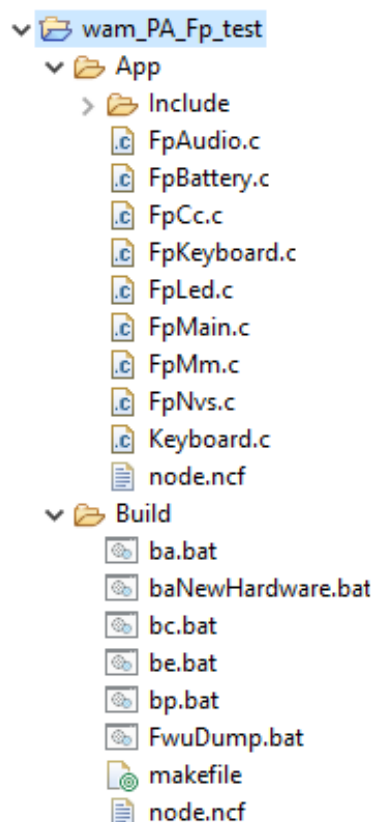 wam_PA_Fp_test
App
Include
.c FpAudio.c
.c FpBattery.c
.c FpCc.c
.c FpKeyboard.c
.c FpLed.c
.c FpMain.c
.c FpMm.c
.c FpNvs.c
.c Keyboard.c
node.ncf
Build
ba.bat
baNewHardware.bat
bc.bat
be.bat
bp.bat
FwuDump.bat
makefile
node.ncf